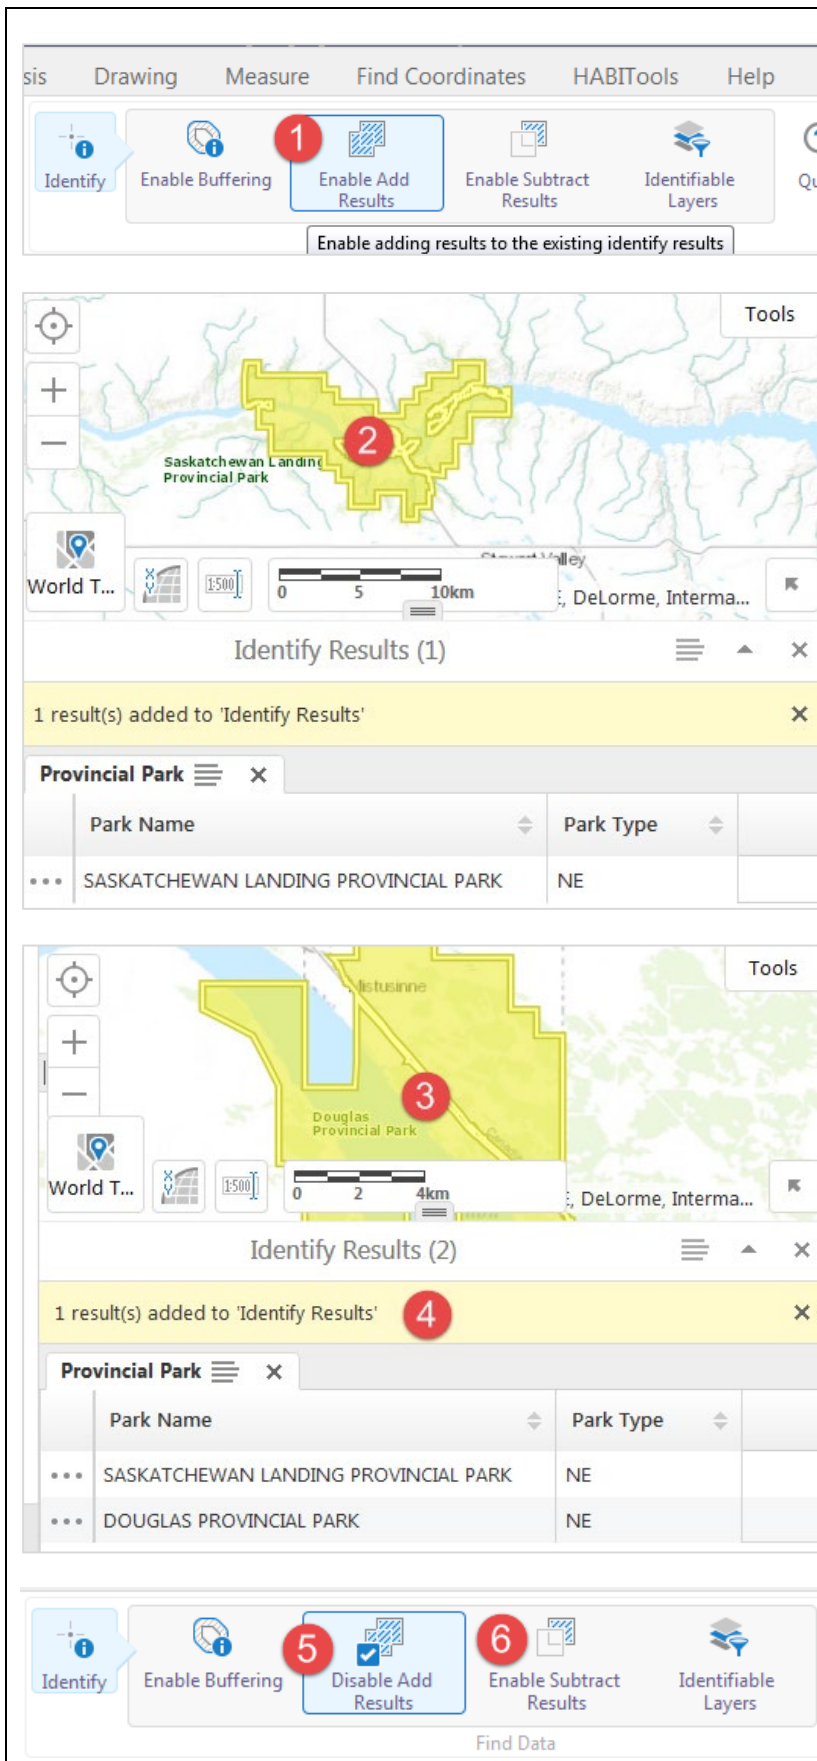 sis Drawing Measure Find Coordinates HABITools Help
1
Identify Enable Buffering Enable Add Results Enable Subtract Results Identifiable Layers Qu
Enable adding results to the existing identify results
Tools
2
Saskatchewan Landing
Provincial Park
Stewart Valley
World T... X Y 1:500 0 5 10km E, DeLorme, Interma...
Identify Results (1)
1 result(s) added to 'Identify Results'
Provincial Park
Park Name Park Type
SASKATCHEWAN LANDING PROVINCIAL PARK NE
Tools
Mistusinne
3
Douglas
Provincial Park
World T... X Y 1:500 0 2 4km E, DeLorme, Interma...
Identify Results (2)
1 result(s) added to 'Identify Results' 4
Provincial Park
Park Name Park Type
SASKATCHEWAN LANDING PROVINCIAL PARK NE
DOUGLAS PROVINCIAL PARK NE
5 6
Identify Enable Buffering Disable Add Results Enable Subtract Results Identifiable Layers
Find Data